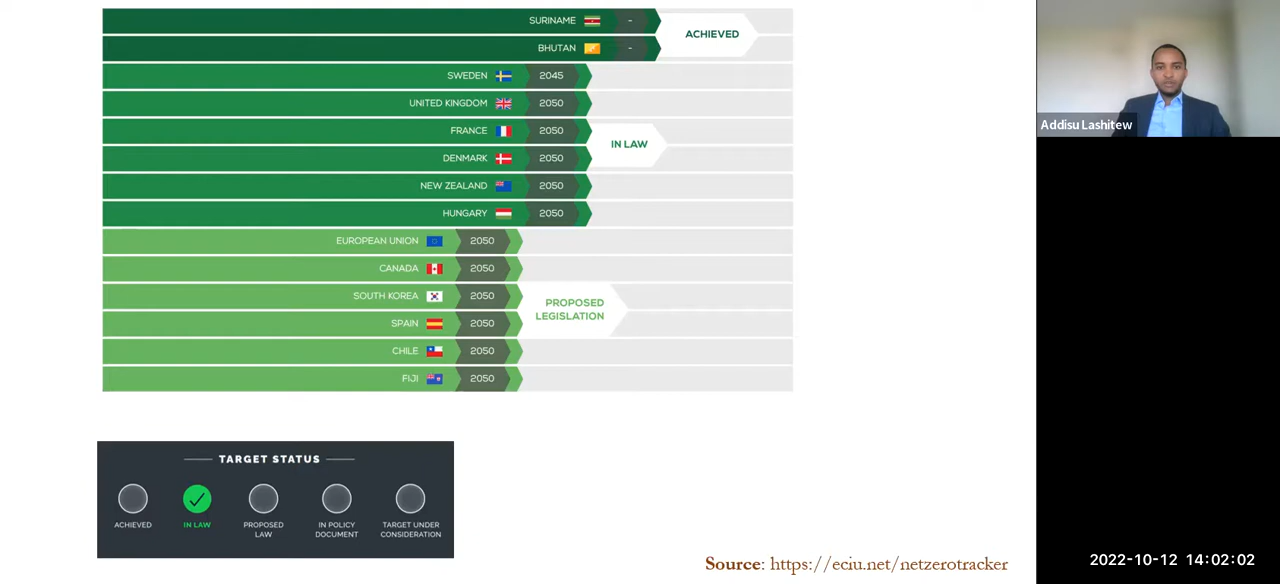 SURINAME -
BHUTAN -
ACHIEVED
SWEDEN 2045
UNITED KINGDOM 2050
FRANCE 2050
DENMARK 2050
NEW ZEALAND 2050
HUNGARY 2050
IN LAW
EUROPEAN UNION 2050
CANADA 2050
SOUTH KOREA 2050
SPAIN 2050
CHILE 2050
FIJI 2050
PROPOSED
LEGISLATION
TARGET STATUS
ACHIEVED
IN LAW
PROPOSED
LAW
IN POLICY
DOCUMENT
TARGET UNDER
CONSIDERATION
Source: https://eciu.net/netzerotracker
Addisu Lashitew
2022-10-12 14:02:02